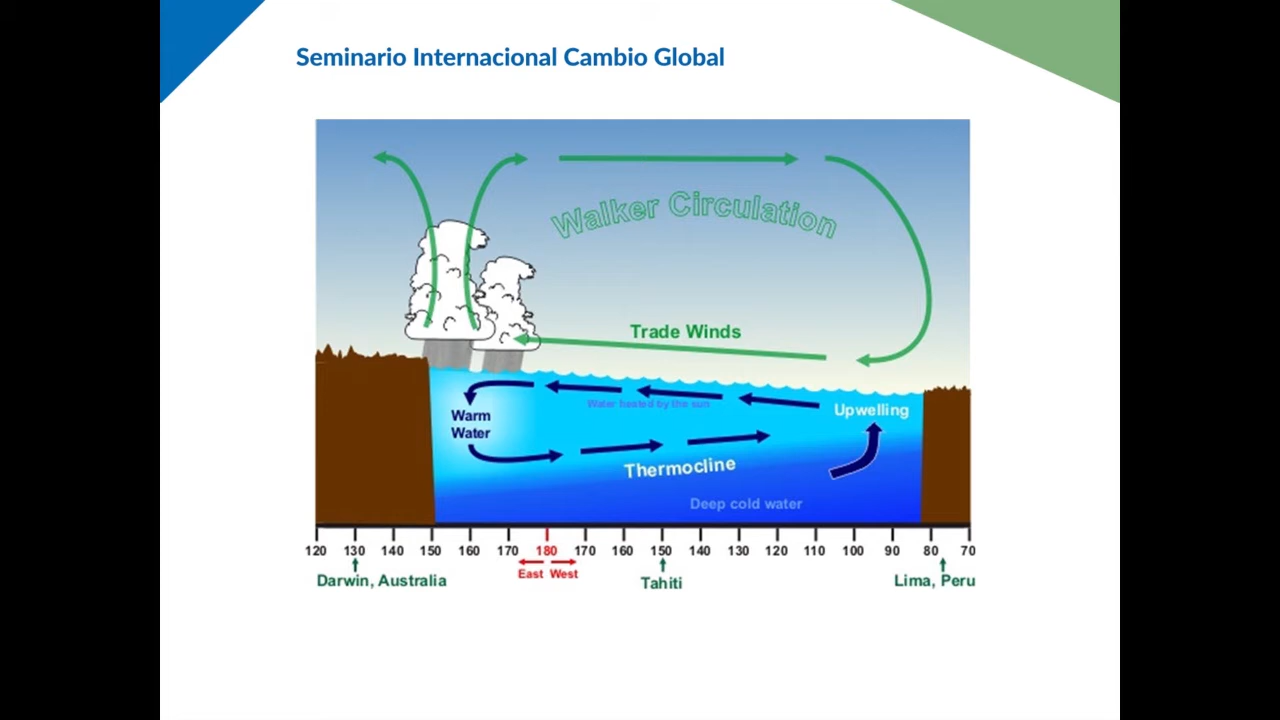 Seminario Internacional Cambio Global
Walker Circulation
Trade Winds
Water heated by the sun
Warm
Water
Upwelling
Thermocline
Deep cold water
120 130 140 150 160 170 180 170 160 150 140 130 120 110 100 90 80 70
East West
Darwin, Australia
Tahiti
Lima, Peru